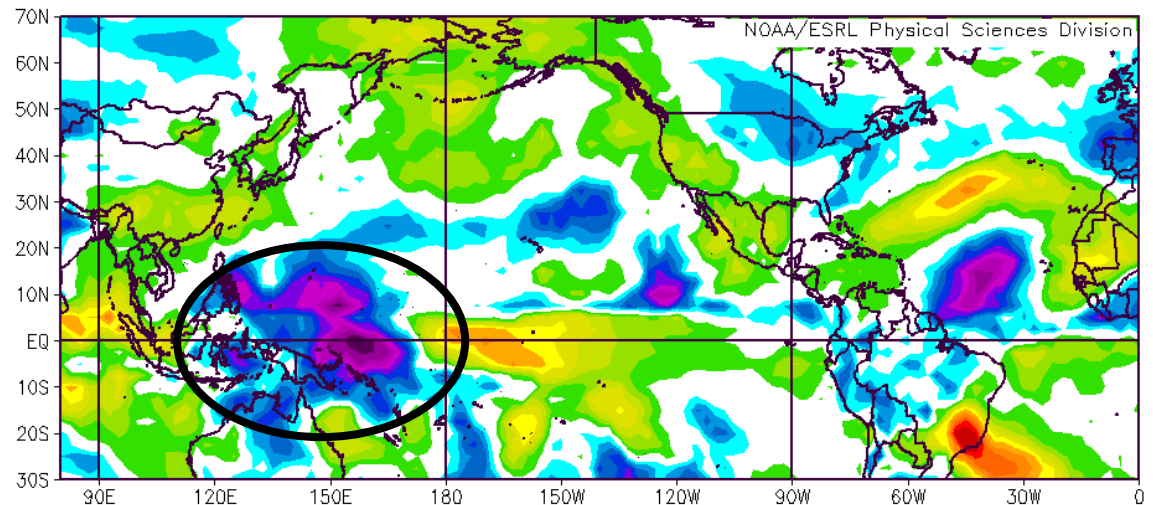 NOAA/ESRL Physical Sciences Division
70N
60N
50N
40N
30N
20N
10N
EQ
10S
20S
30S
90E 120E 150E 180 150W 120W 90W 60W 30W 0